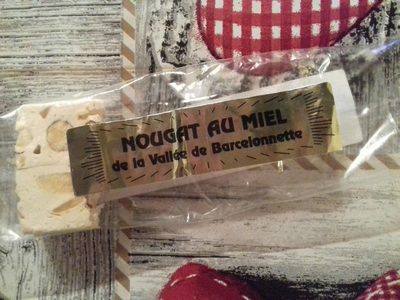 NOUGAT AU MIEL
de la Vallée de Barcelonnette